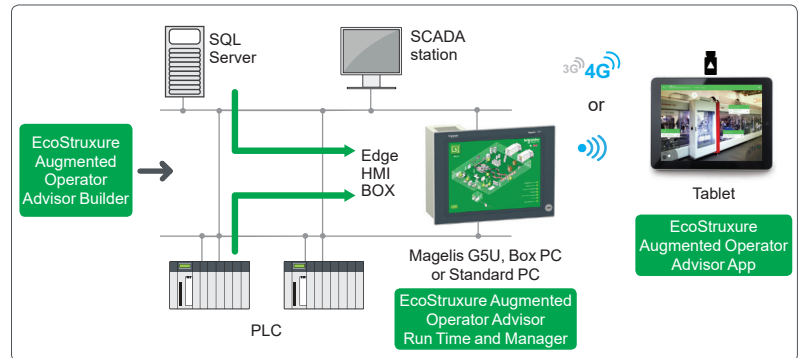 SQL
Server
SCADA
station
3G 4G
or
EcoStruxure
Augmented
Operator
Advisor Builder
Edge
HMI
BOX
Tablet
EcoStruxure
Augmented Operator
Advisor App
Magelis G5U, Box PC
or Standard PC
EcoStruxure Augmented
Operator Advisor
Run Time and Manager
PLC